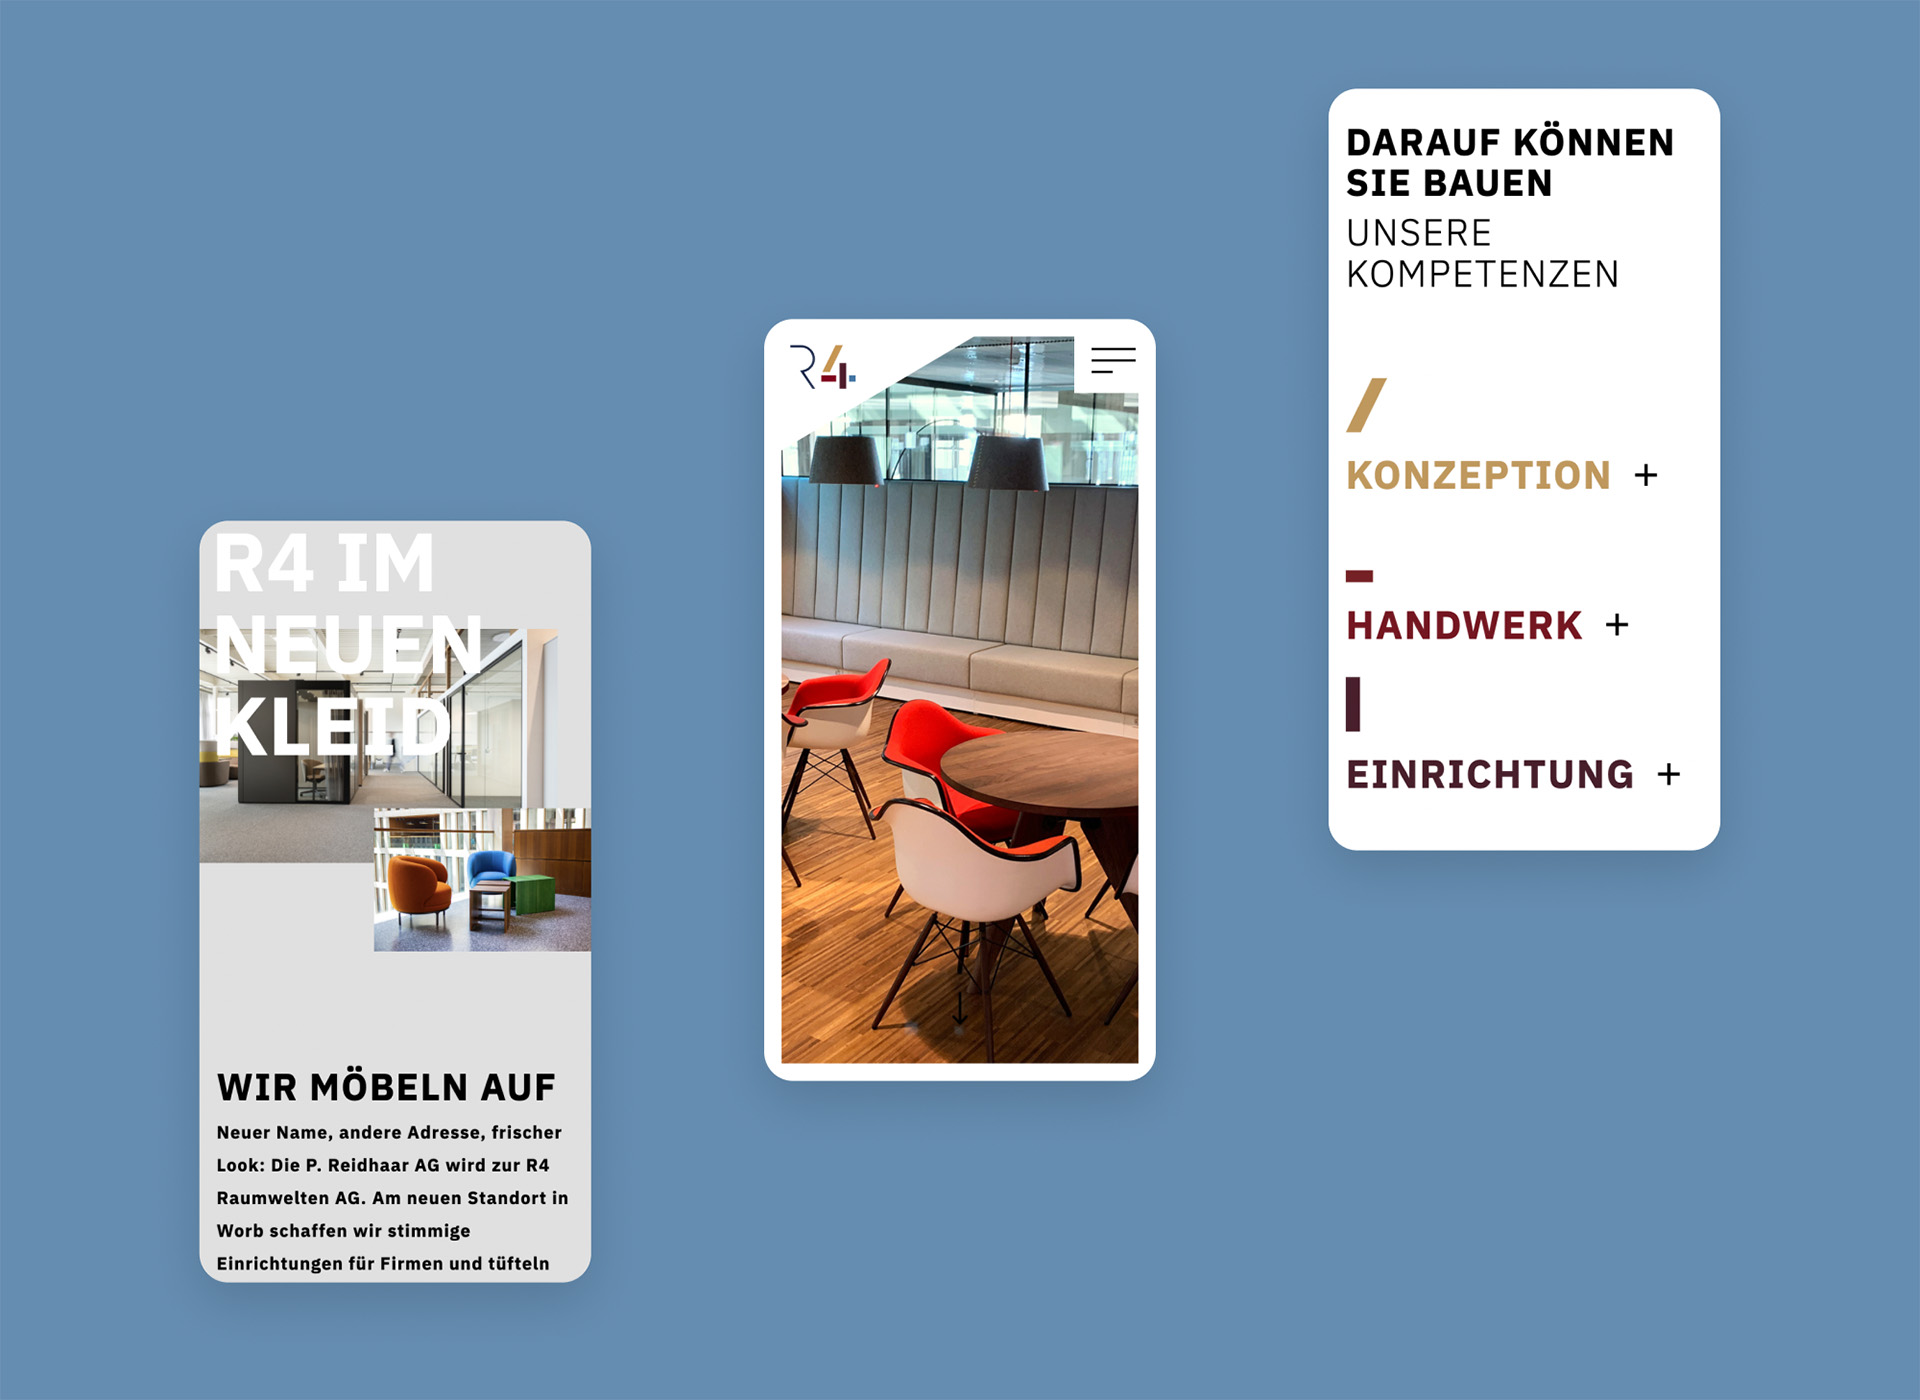 R4 IM
NEUEN
KLEID
WIR MÖBELN AUF
Neuer Name, andere Adresse, frischer
Look: Die P. Reidhaar AG wird zur R4
Raumwelten AG. Am neuen Standort in
Worb schaffen wir stimmige
Einrichtungen für Firmen und tüfteln
R4
DARAUF KÖNNEN
SIE BAUEN
UNSERE
KOMPETENZEN
KONZEPTION +
HANDWERK +
EINRICHTUNG +